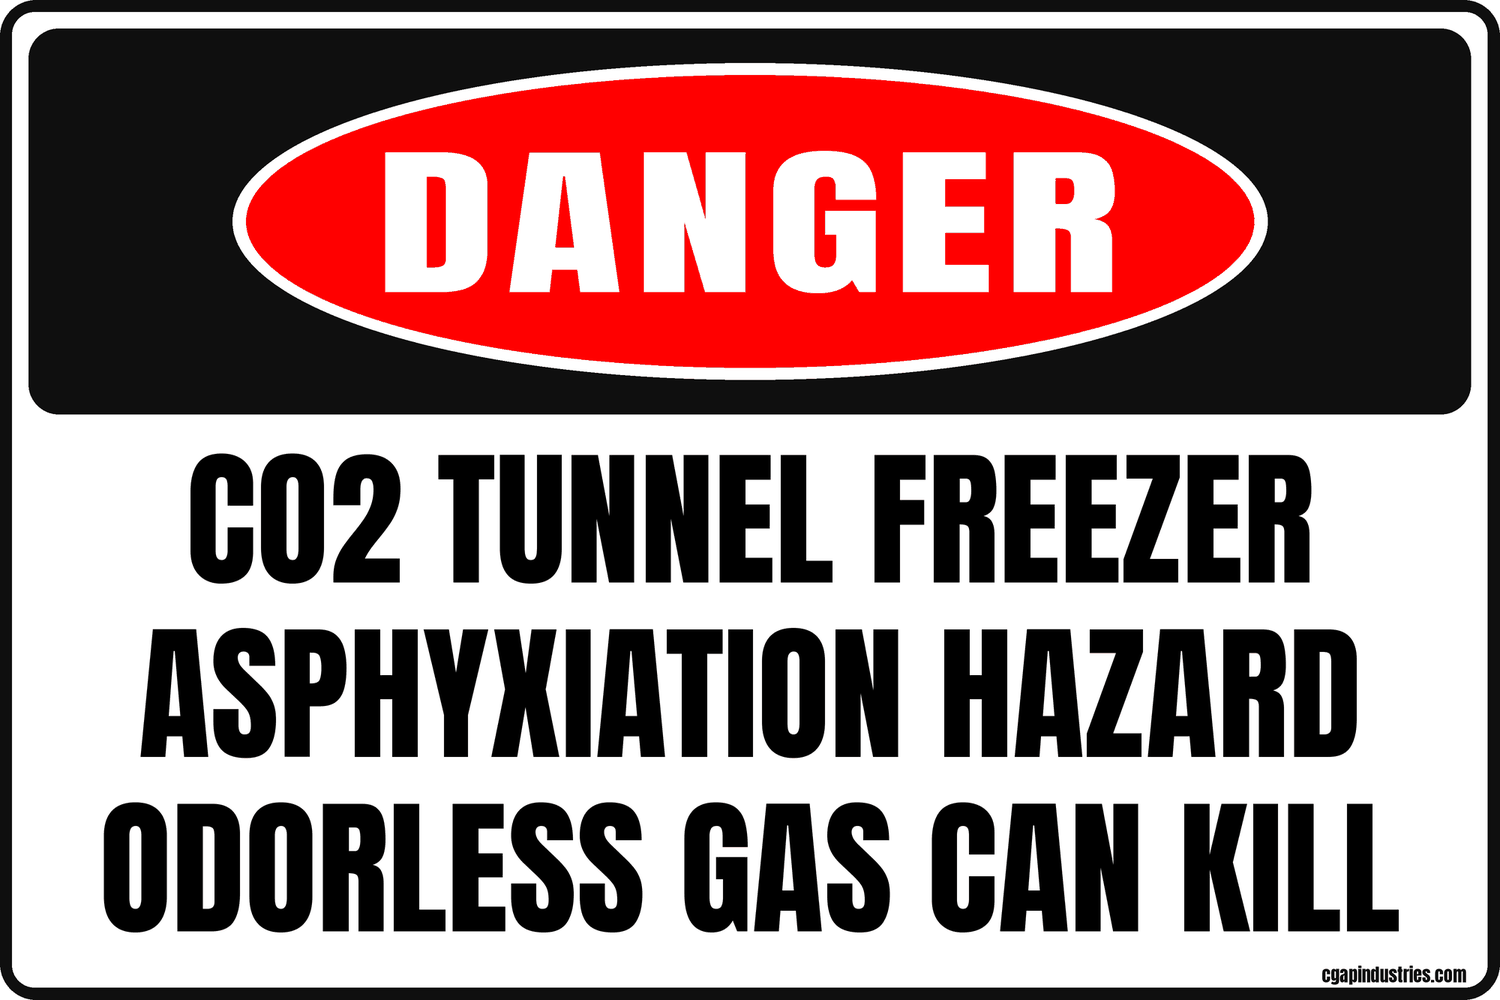 DANGER
CO2 TUNNEL FREEZER
ASPHYXIATION HAZARD
ODORLESS GAS CAN KILL
cgapindustries.com